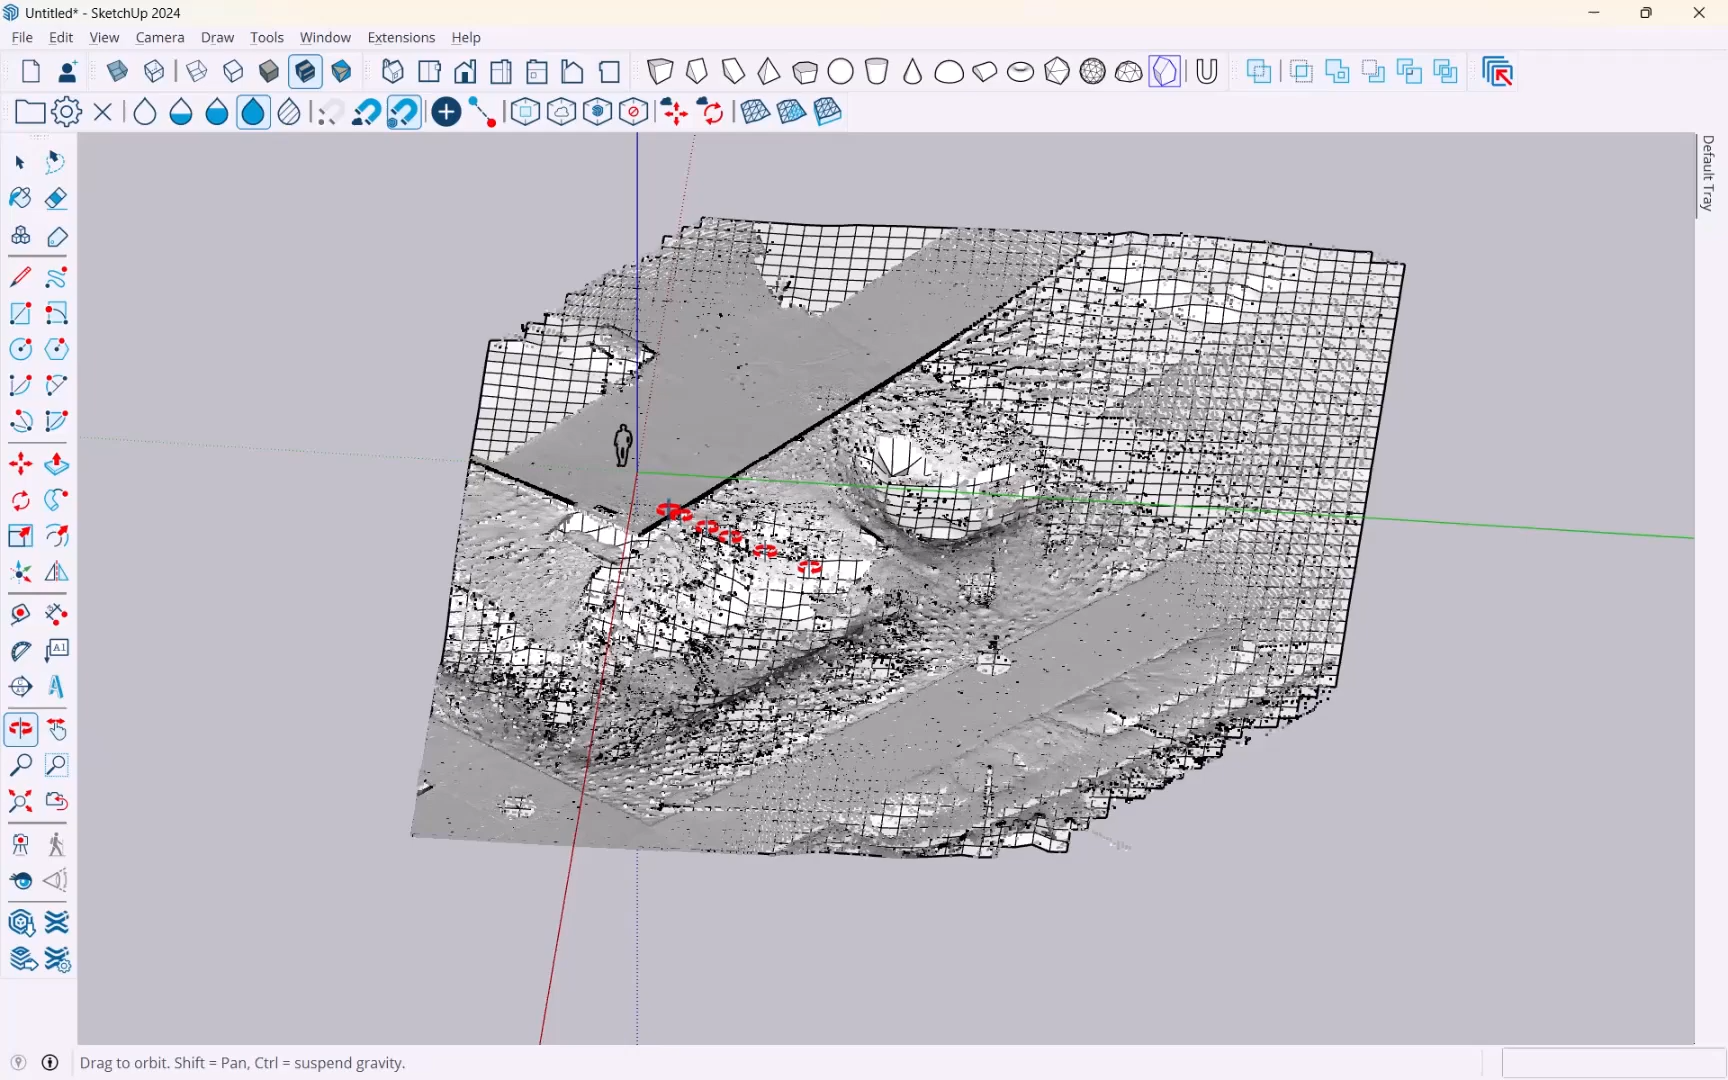 Untitled* - SketchUp 2024
File Edit View Camera Draw Tools Window Extensions Help
Default Tray
A1
A
Drag to orbit. Shift = Pan, Ctrl = suspend gravity.